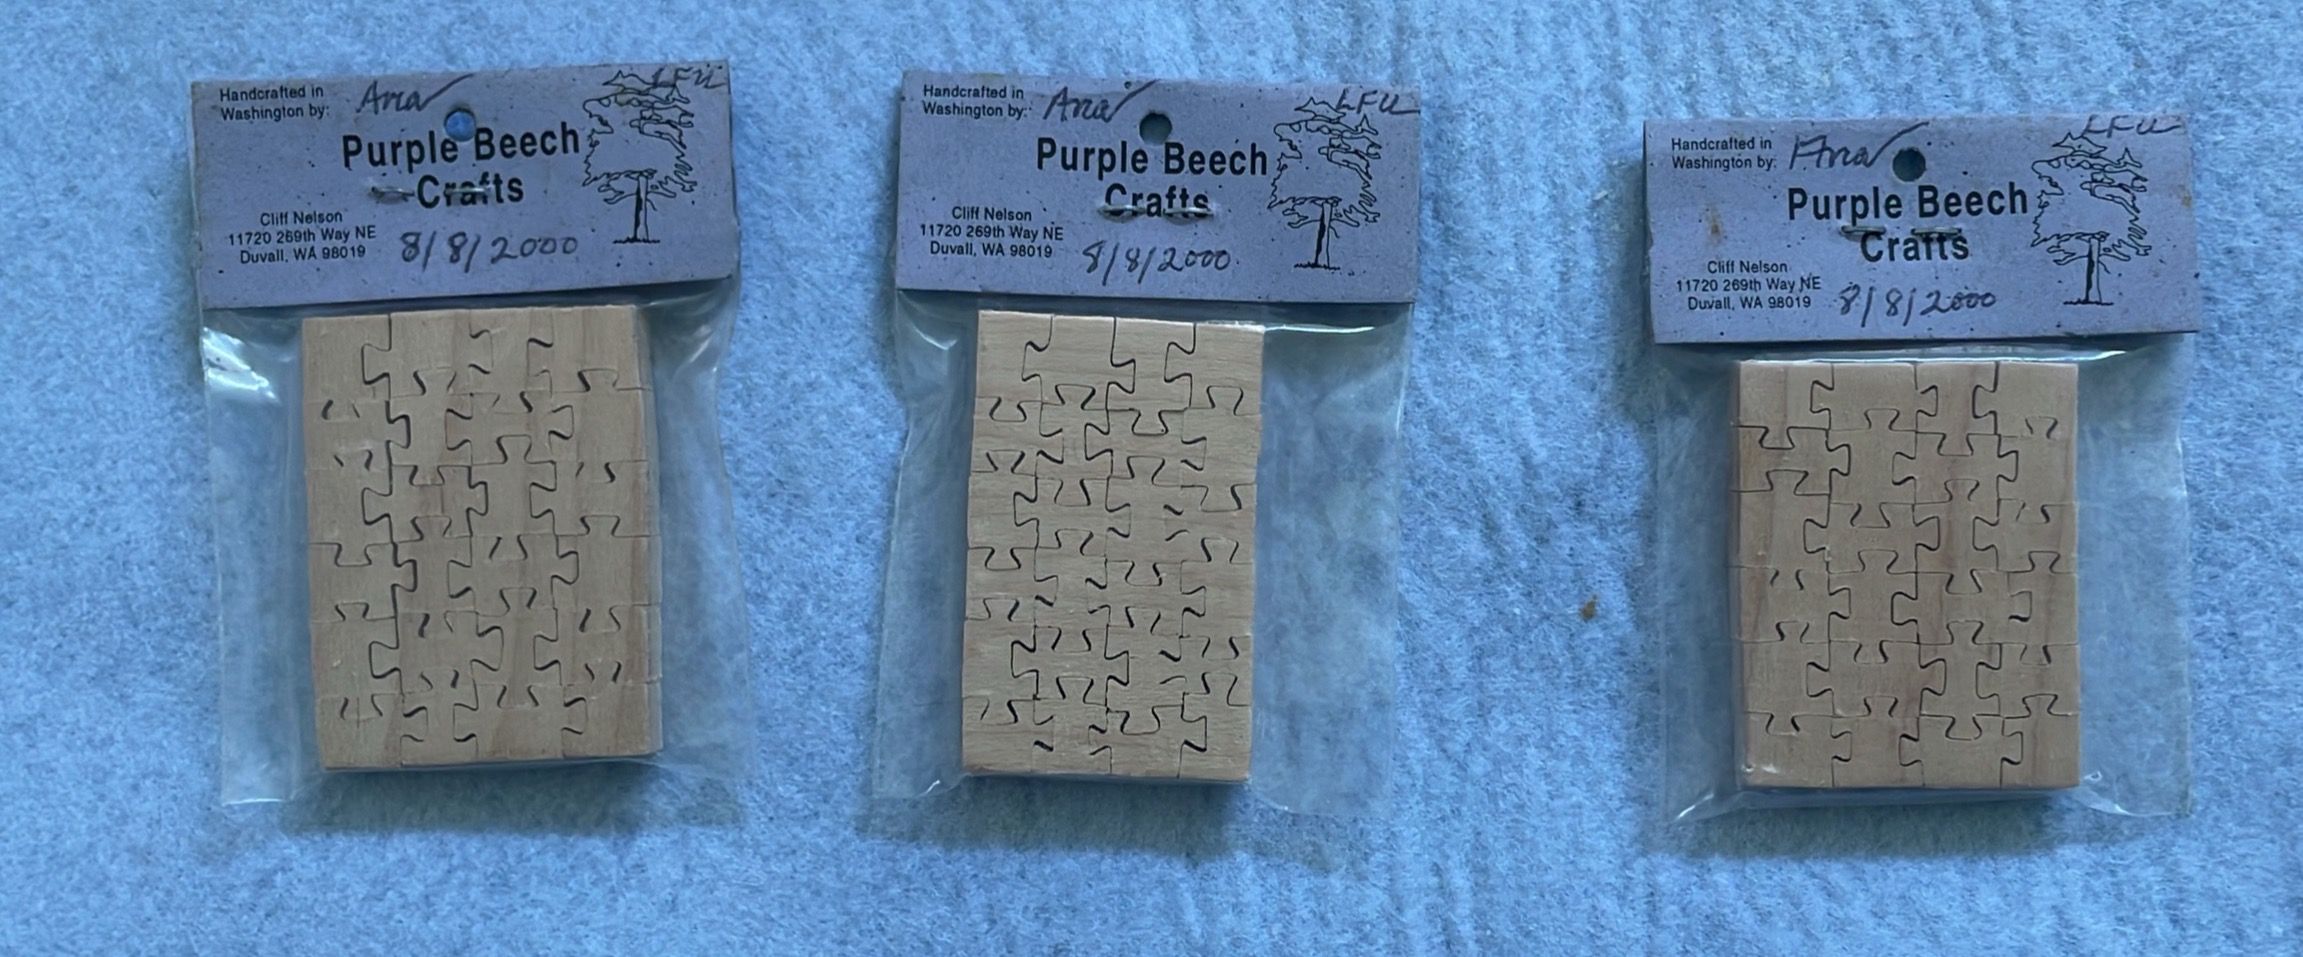 Handcrafted in
Washington by:
Ana
LFU
Purple Beech
Crafts
Cliff Nelson
11720 269th Way NE
Duvall, WA 98019
8/8/2000
Handcrafted in
Washington by:
Ana
LFU
Purple Beech
Crafts
Cliff Nelson
11720 269th Way NE
Duvall, WA 98019
8/8/2000
Handcrafted in
Washington by:
Ana
LFU
Purple Beech
Crafts
Cliff Nelson
11720 269th Way NE
Duvall, WA 98019
8/8/2000